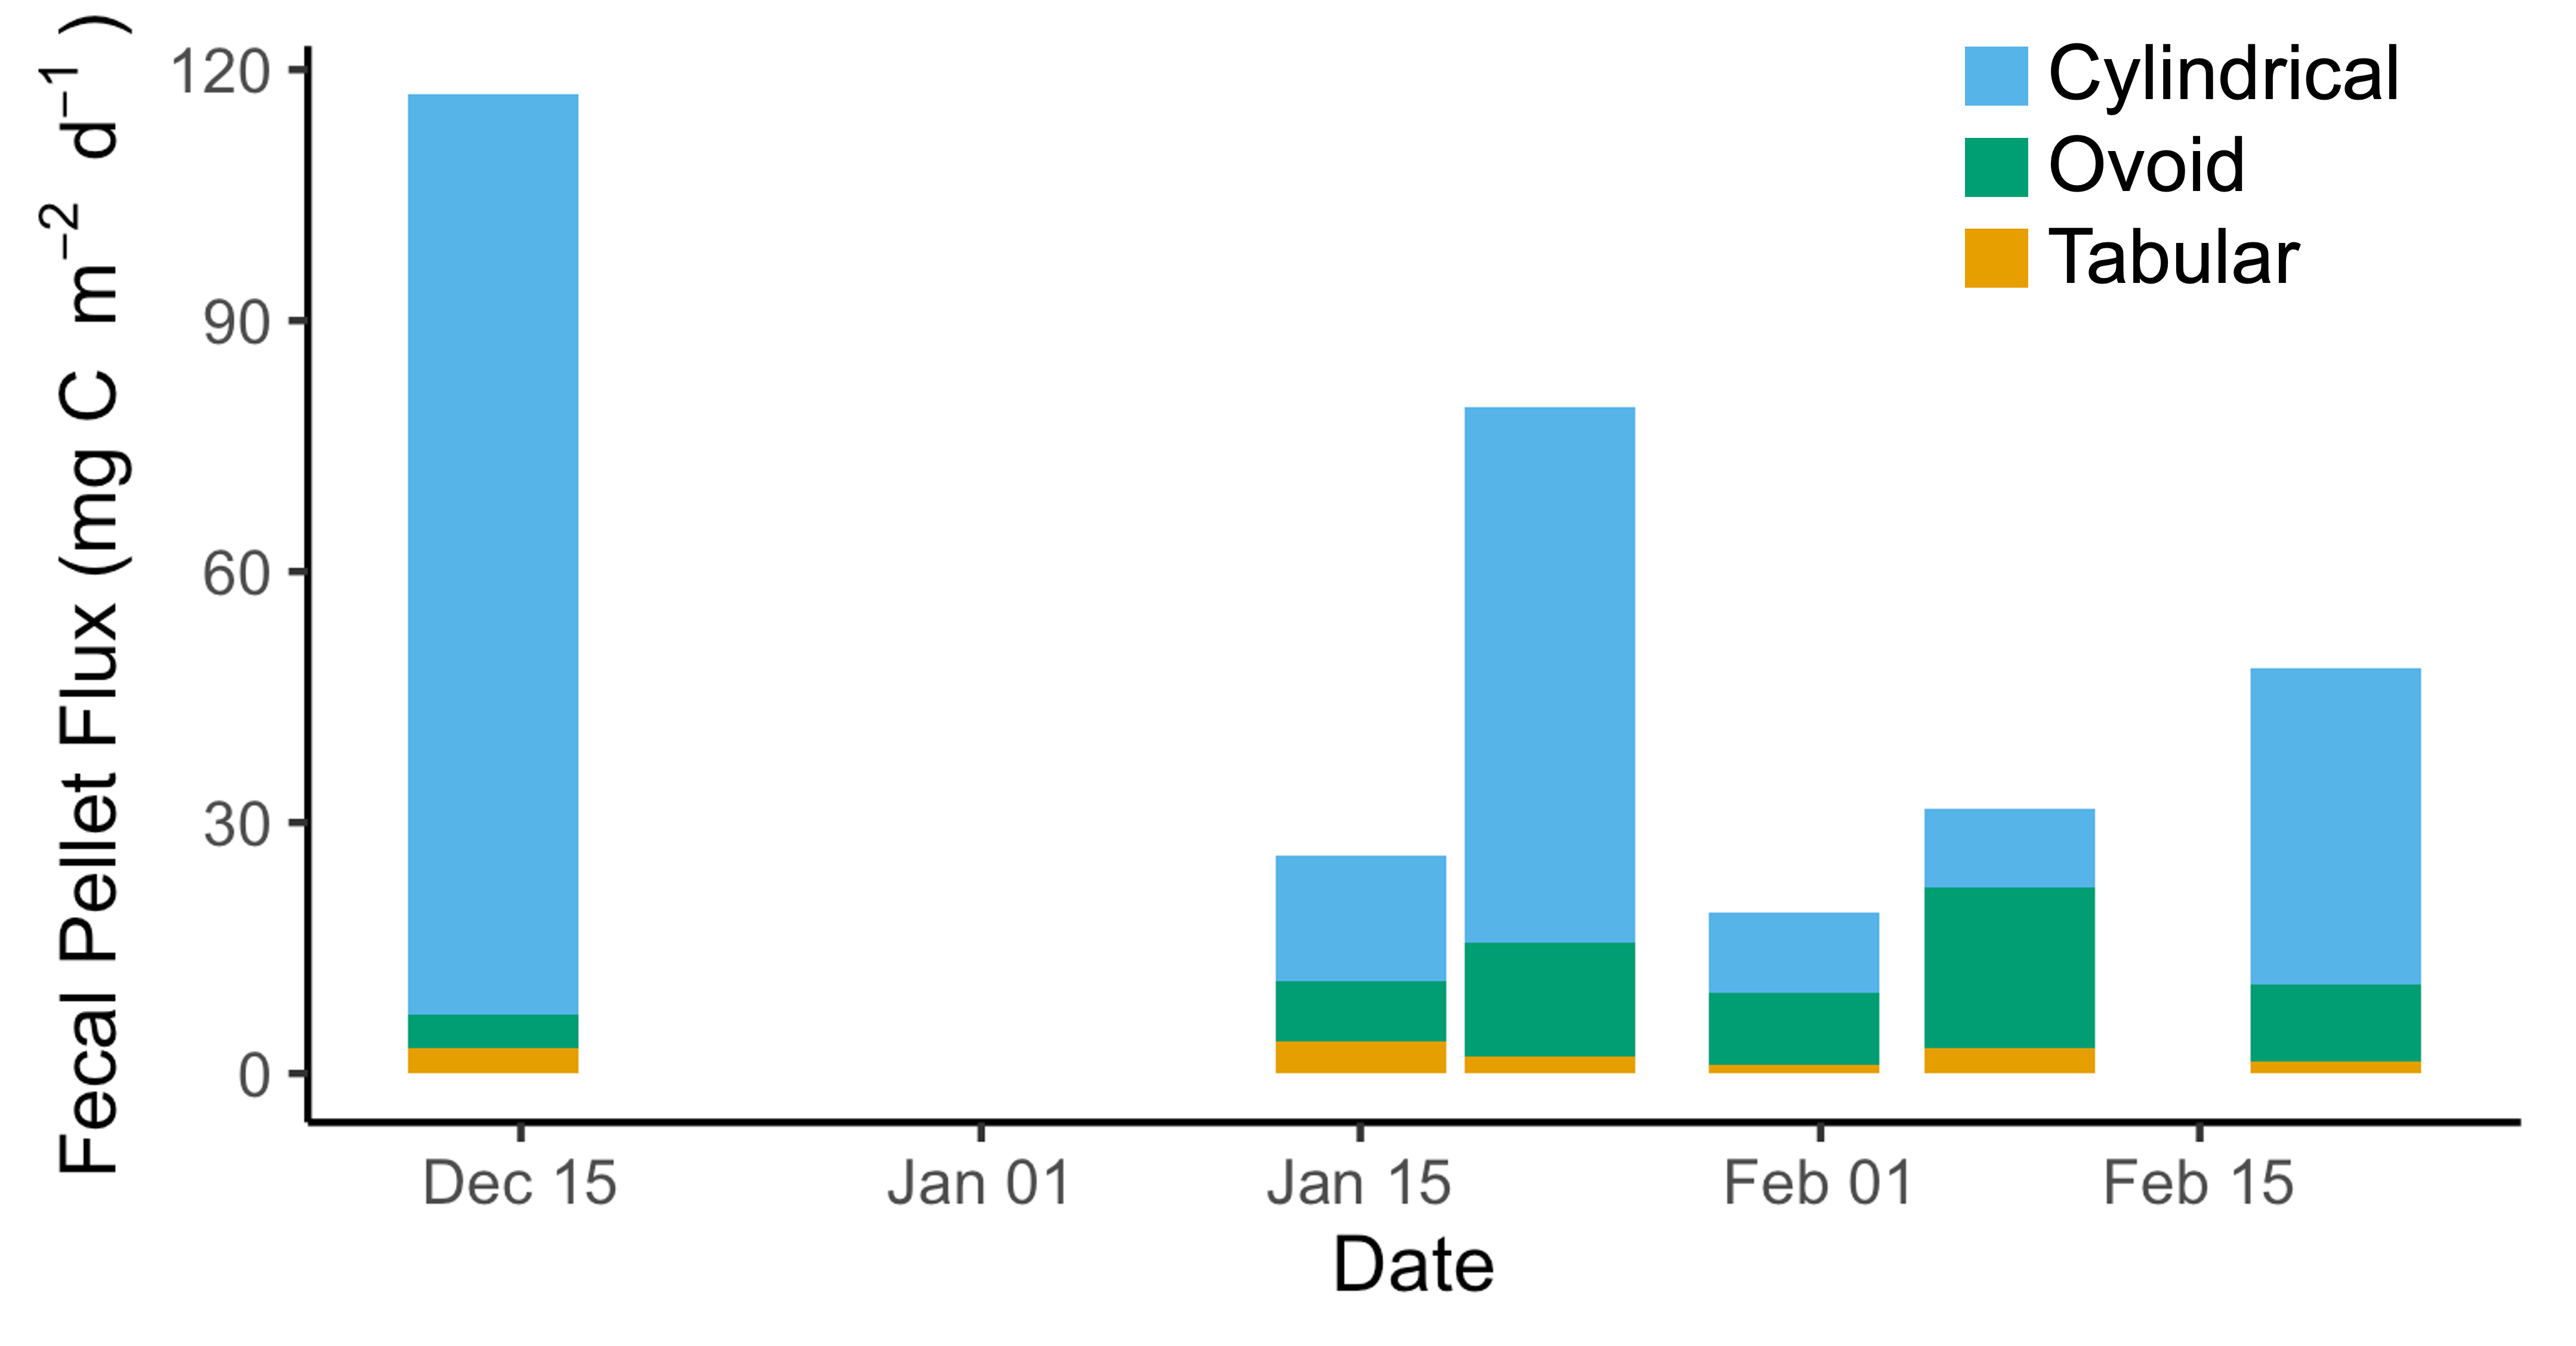 Fecal Pellet Flux (mg C m⁻² d⁻¹)
120
90
60
30
0
Cylindrical
Ovoid
Tabular
Dec 15
Jan 01
Jan 15
Feb 01
Feb 15
Date